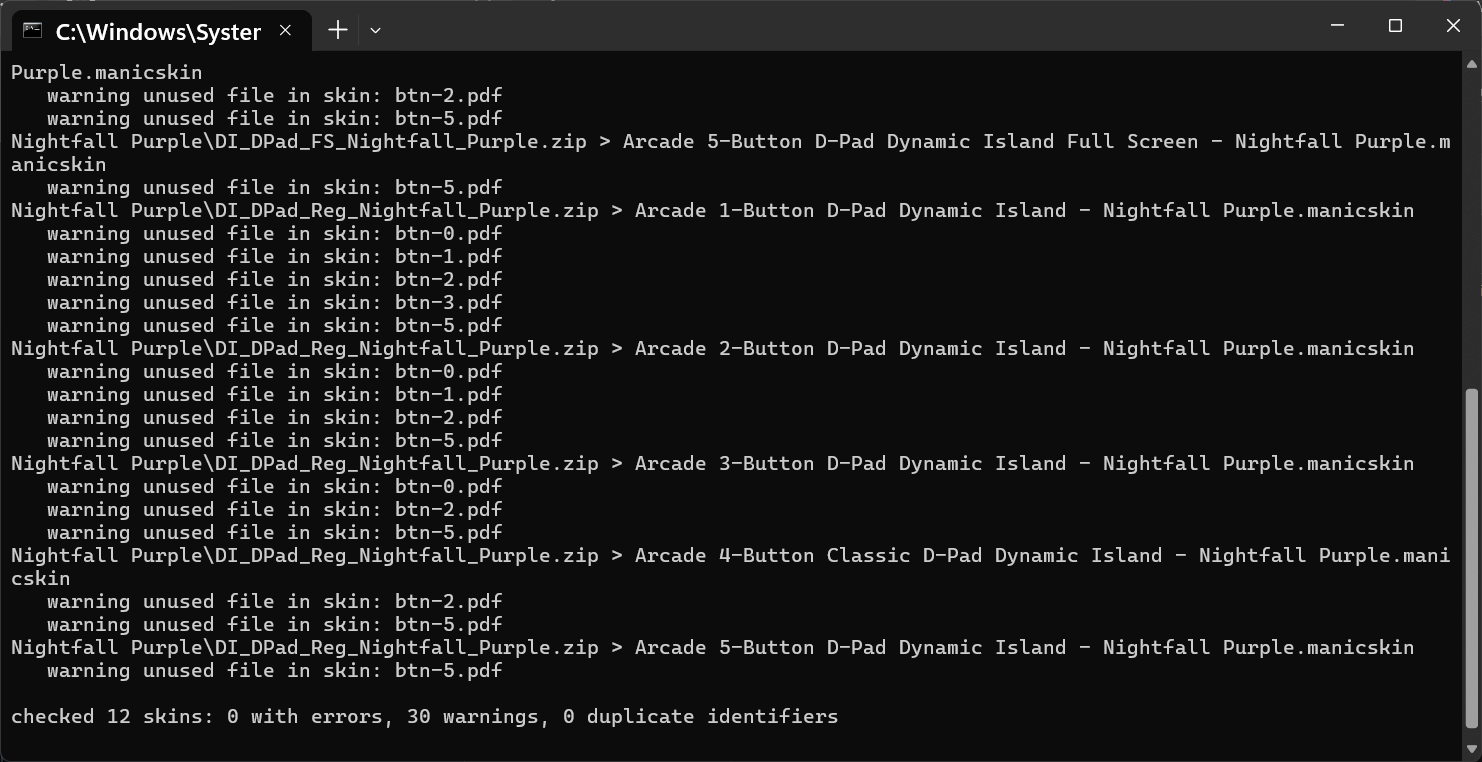 C:\Windows\Syster
Purple.manicskin
warning unused file in skin: btn-2.pdf
warning unused file in skin: btn-5.pdf
Nightfall Purple\DI_DPad_FS_Nightfall_Purple.zip > Arcade 5-Button D-Pad Dynamic Island Full Screen - Nightfall Purple.m
anicskin
warning unused file in skin: btn-5.pdf
Nightfall Purple\DI_DPad_Reg_Nightfall_Purple.zip > Arcade 1-Button D-Pad Dynamic Island - Nightfall Purple.manicskin
warning unused file in skin: btn-0.pdf
warning unused file in skin: btn-1.pdf
warning unused file in skin: btn-2.pdf
warning unused file in skin: btn-3.pdf
warning unused file in skin: btn-5.pdf
Nightfall Purple\DI_DPad_Reg_Nightfall_Purple.zip > Arcade 2-Button D-Pad Dynamic Island - Nightfall Purple.manicskin
warning unused file in skin: btn-0.pdf
warning unused file in skin: btn-1.pdf
warning unused file in skin: btn-2.pdf
warning unused file in skin: btn-5.pdf
Nightfall Purple\DI_DPad_Reg_Nightfall_Purple.zip > Arcade 3-Button D-Pad Dynamic Island - Nightfall Purple.manicskin
warning unused file in skin: btn-0.pdf
warning unused file in skin: btn-2.pdf
warning unused file in skin: btn-5.pdf
Nightfall Purple\DI_DPad_Reg_Nightfall_Purple.zip > Arcade 4-Button Classic D-Pad Dynamic Island - Nightfall Purple.mani
cskin
warning unused file in skin: btn-2.pdf
warning unused file in skin: btn-5.pdf
Nightfall Purple\DI_DPad_Reg_Nightfall_Purple.zip > Arcade 5-Button D-Pad Dynamic Island - Nightfall Purple.manicskin
warning unused file in skin: btn-5.pdf
checked 12 skins: 0 with errors, 30 warnings, 0 duplicate identifiers